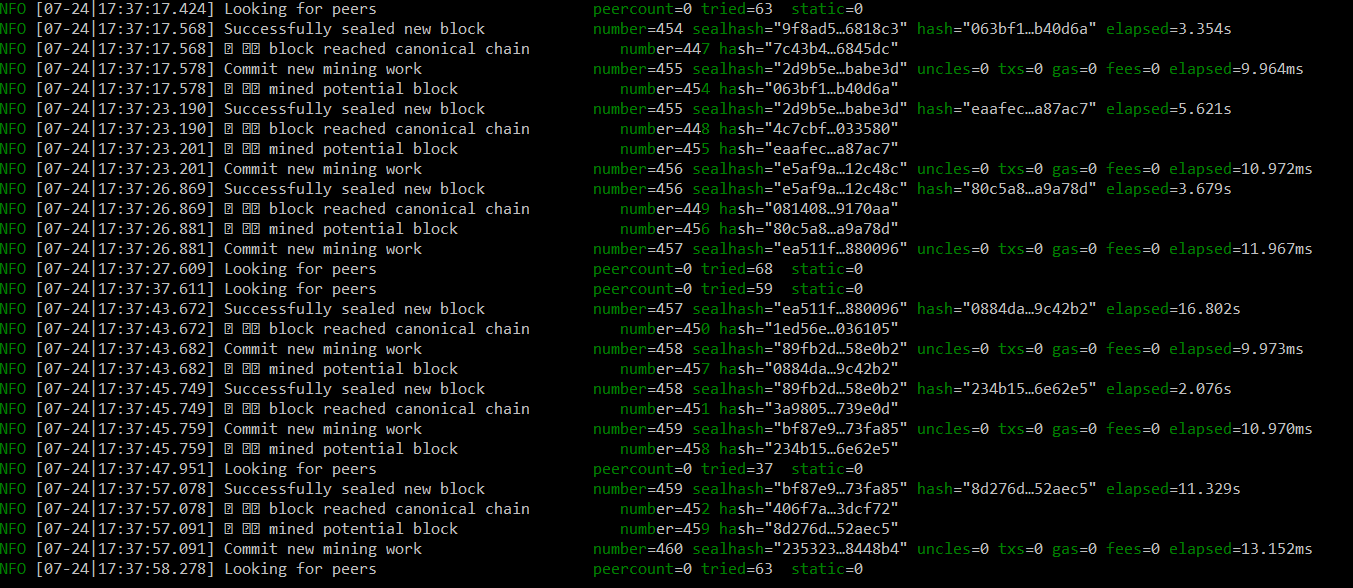 NFO [07-24|17:37:17.424] Looking for peers peercount=0 tried=63 static=0
NFO [07-24|17:37:17.568] Successfully sealed new block number=454 sealhash="9f8ad5…6818c3" hash="063bf1…b40d6a" elapsed=3.354s
NFO [07-24|17:37:17.568] block reached canonical chain number=447 hash="7c43b4…6845dc"
NFO [07-24|17:37:17.578] Commit new mining work number=455 sealhash="2d9b5e…babe3d" uncles=0 txs=0 gas=0 fees=0 elapsed=9.964ms
NFO [07-24|17:37:17.578] mined potential block number=454 hash="063bf1…b40d6a"
NFO [07-24|17:37:23.190] Successfully sealed new block number=455 sealhash="2d9b5e…babe3d" hash="eaafec…a87ac7" elapsed=5.621s
NFO [07-24|17:37:23.190] block reached canonical chain number=448 hash="4c7cbf…033580"
NFO [07-24|17:37:23.201] mined potential block number=455 hash="eaafec…a87ac7"
NFO [07-24|17:37:23.201] Commit new mining work number=456 sealhash="e5af9a…12c48c" uncles=0 txs=0 gas=0 fees=0 elapsed=10.972ms
NFO [07-24|17:37:26.869] Successfully sealed new block number=456 sealhash="e5af9a…12c48c" hash="80c5a8…a9a78d" elapsed=3.679s
NFO [07-24|17:37:26.869] block reached canonical chain number=449 hash="081408…9170aa"
NFO [07-24|17:37:26.881] mined potential block number=456 hash="80c5a8…a9a78d"
NFO [07-24|17:37:26.881] Commit new mining work number=457 sealhash="ea511f…880096" uncles=0 txs=0 gas=0 fees=0 elapsed=11.967ms
NFO [07-24|17:37:27.609] Looking for peers peercount=0 tried=68 static=0
NFO [07-24|17:37:37.611] Looking for peers peercount=0 tried=59 static=0
NFO [07-24|17:37:43.672] Successfully sealed new block number=457 sealhash="ea511f…880096" hash="0884da…9c42b2" elapsed=16.802s
NFO [07-24|17:37:43.672] block reached canonical chain number=450 hash="1ed56e…036105"
NFO [07-24|17:37:43.682] Commit new mining work number=458 sealhash="89fb2d…58e0b2" uncles=0 txs=0 gas=0 fees=0 elapsed=9.973ms
NFO [07-24|17:37:43.682] mined potential block number=457 hash="0884da…9c42b2"
NFO [07-24|17:37:45.749] Successfully sealed new block number=458 sealhash="89fb2d…58e0b2" hash="234b15…6e62e5" elapsed=2.076s
NFO [07-24|17:37:45.749] block reached canonical chain number=451 hash="3a9805…739e0d"
NFO [07-24|17:37:45.759] Commit new mining work number=459 sealhash="bf87e9…73fa85" uncles=0 txs=0 gas=0 fees=0 elapsed=10.970ms
NFO [07-24|17:37:45.759] mined potential block number=458 hash="234b15…6e62e5"
NFO [07-24|17:37:47.951] Looking for peers peercount=0 tried=37 static=0
NFO [07-24|17:37:57.078] Successfully sealed new block number=459 sealhash="bf87e9…73fa85" hash="8d276d…52aec5" elapsed=11.329s
NFO [07-24|17:37:57.078] block reached canonical chain number=452 hash="406f7a…3dcf72"
NFO [07-24|17:37:57.091] mined potential block number=459 hash="8d276d…52aec5"
NFO [07-24|17:37:57.091] Commit new mining work number=460 sealhash="235323…8448b4" uncles=0 txs=0 gas=0 fees=0 elapsed=13.152ms
NFO [07-24|17:37:58.278] Looking for peers peercount=0 tried=63 static=0